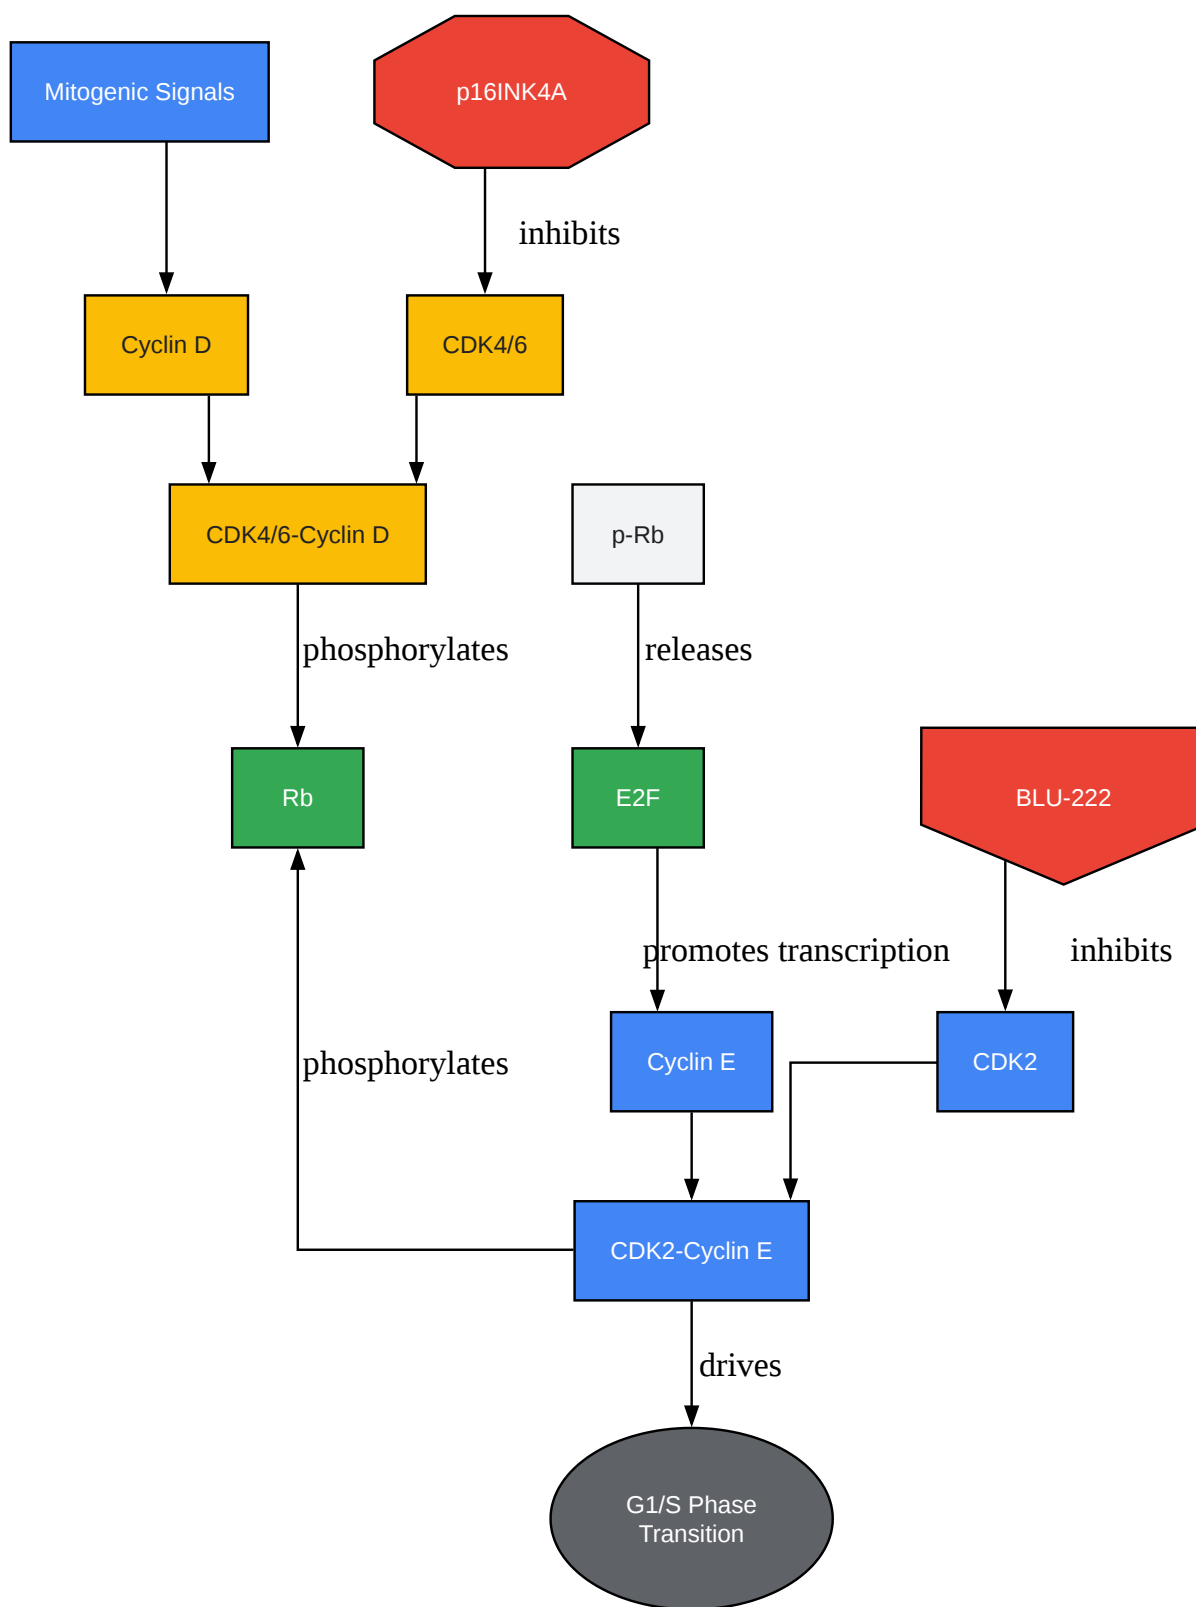 Mitogenic Signals
p16INK4A
inhibits
Cyclin D
CDK4/6
CDK4/6-Cyclin D
p-Rb
phosphorylates
releases
Rb
E2F
BLU-222
promotes transcription
inhibits
phosphorylates
Cyclin E
CDK2
CDK2-Cyclin E
drives
G1/S Phase
Transition